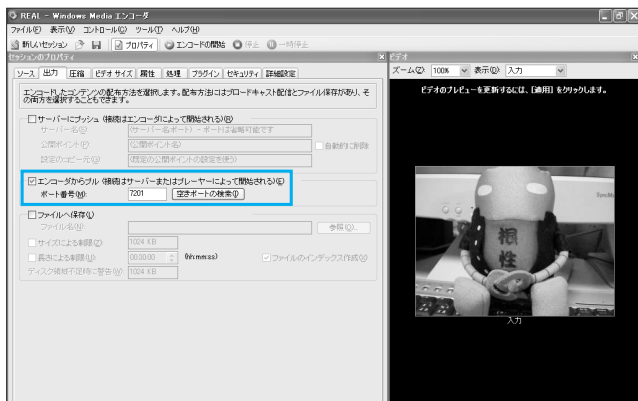 REAL - Windows Media エンコーダ
ファイル(F) 表示(V) コントロール(C) ツール(T) ヘルプ(H)
新しいセッション プロパティ エンコードの開始 停止 一時停止
セッションのプロパティ
ソース 出力 圧縮 ビデオ サイズ 属性 処理 プラグイン セキュリティ 詳細設定
エンコードしたコンテンツの配布方法を選択します。配布方法にはブロードキャスト配信とファイル保存があり、そ
の両方を選択することもできます。
サーバーにプッシュ (接続はエンコーダによって開始される)(R)
サーバー名(S): (サーバー名:ポート) - ポートは省略可能です
公開ポイント(P): (公開ポイント名) 自動的に削除
設定のコピー元(G): (既定の公開ポイントの設定を使う)
エンコーダからプル (接続はサーバーまたはプレーヤーによって開始される)(E)
ポート番号(M): 7201 空きポートの検索(I)
ファイルへ保存(L)
ファイル名(N): 参照(O)...
サイズによる制限(Z): 1024 KB
長さによる制限(U): 00:30:00 (hh:mm:ss) ファイルのインデックス作成(X)
ディスク領域不足時に警告(W): 1024 KB
ビデオ
ズーム(Z): 100% 表示(D): 入力
ビデオのプレビューを更新するには、[適用] をクリックします。
根
性
入力